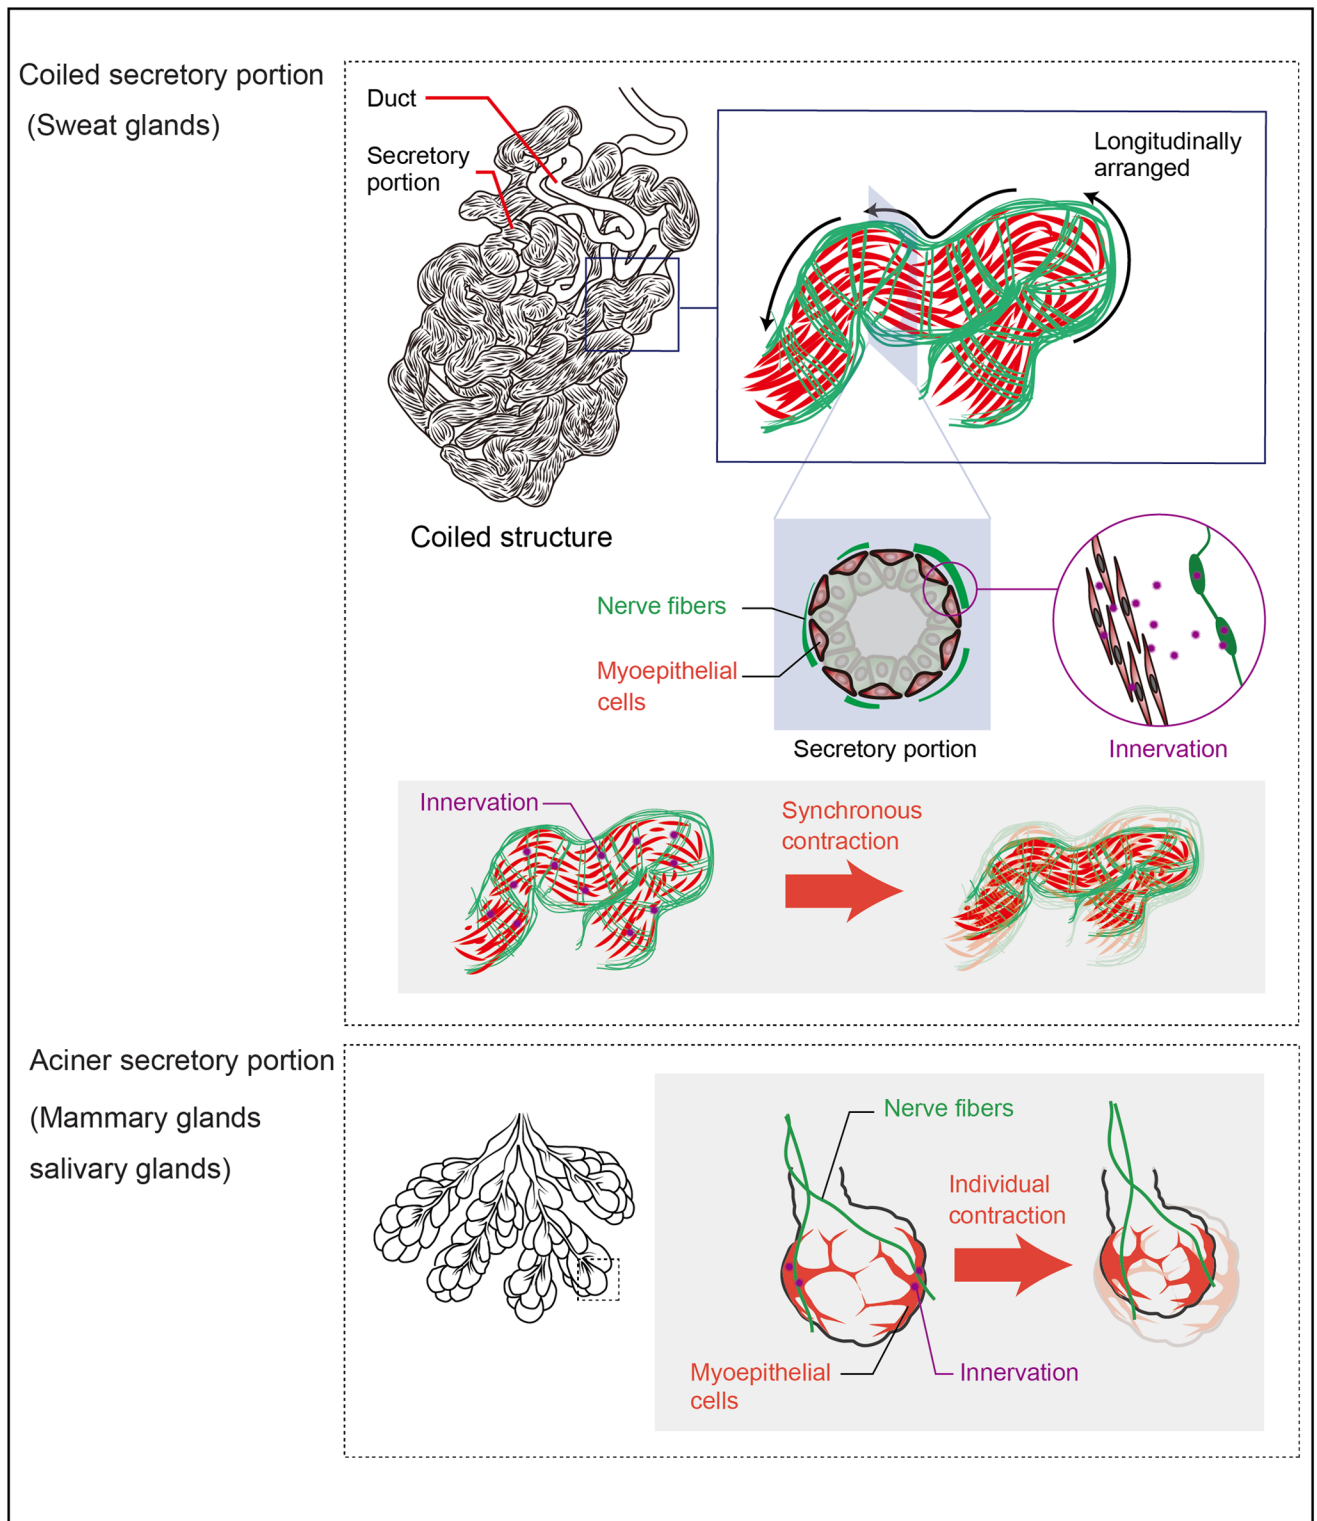 Coiled secretory portion
(Sweat glands)
Duct
Secretory
portion
Longitudinally
arranged
Coiled structure
Nerve fibers
Myoepithelial
cells
Secretory portion
Innervation
Innervation
Synchronous
contraction
Aciner secretory portion
(Mammary glands
salivary glands)
Nerve fibers
Individual
contraction
Myoepithelial
cells
Innervation